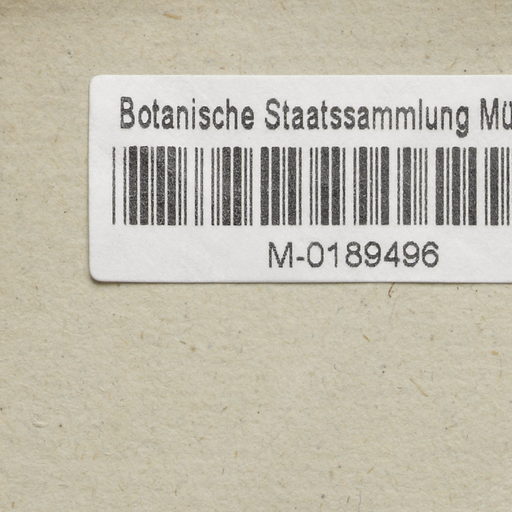 Botanische Staatssammlung Mü
M-0189496